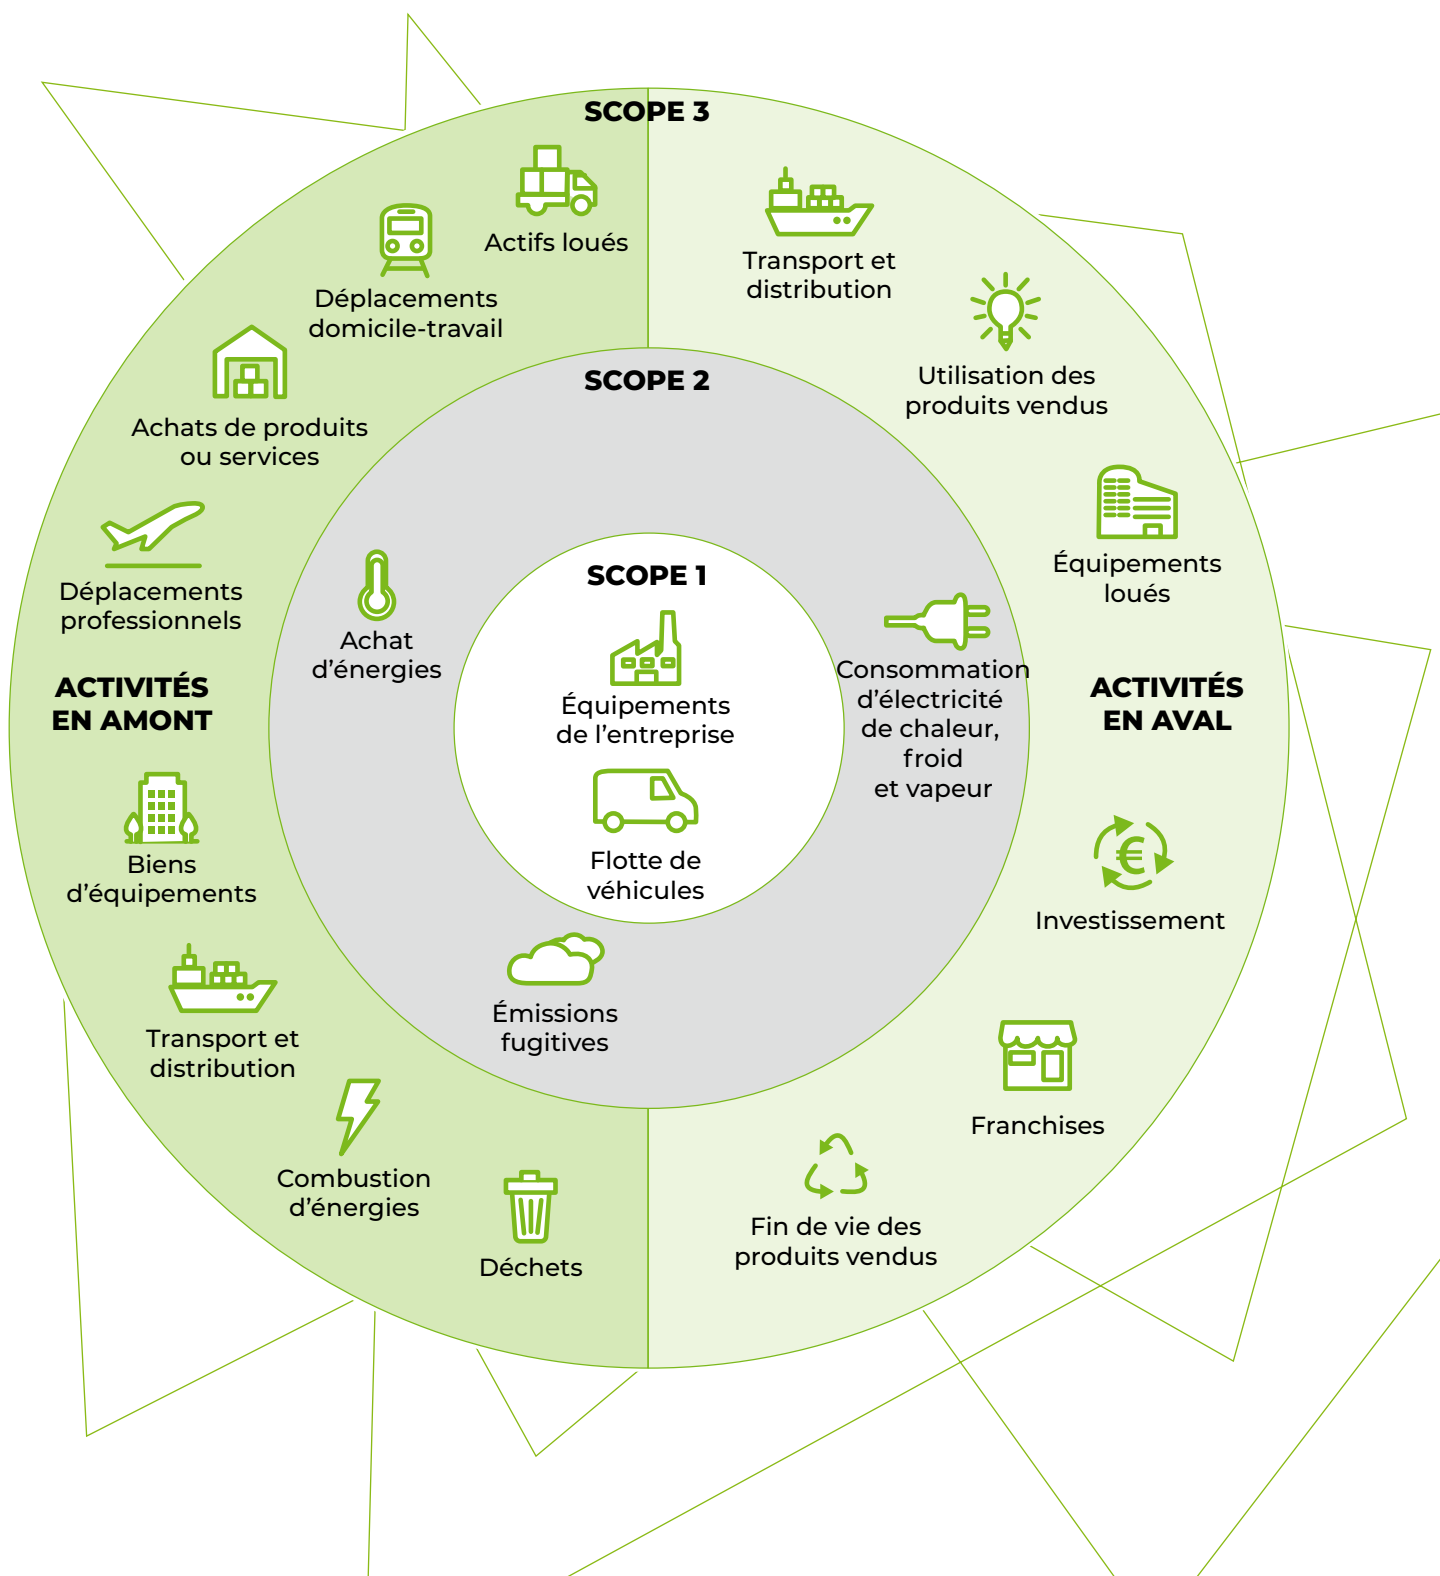 SCOPE 3
Actifs loués
Déplacements
domicile-travail
Achats de produits
ou services
Déplacements
professionnels
ACTIVITÉS
EN AMONT
Biens
d'équipements
Transport et
distribution
Combustion
d'énergies
Déchets
Transport et
distribution
Utilisation des
produits vendus
Équipements
loués
ACTIVITÉS
EN AVAL
€
Investissement
Franchises
Fin de vie des
produits vendus
SCOPE 2
Achat
d'énergies
Consommation
d'électricité
de chaleur,
froid
et vapeur
Émissions
fugitives
SCOPE 1
Équipements
de l'entreprise
Flotte de
véhicules